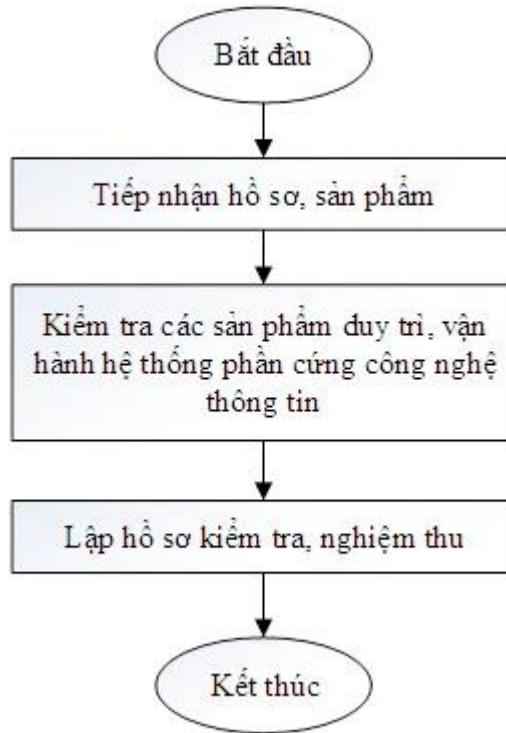 Bắt đầu
Tiếp nhận hồ sơ, sản phẩm
Kiểm tra các sản phẩm duy trì, vận
hành hệ thống phần cứng công nghệ
thông tin
Lập hồ sơ kiểm tra, nghiệm thu
Kết thúc